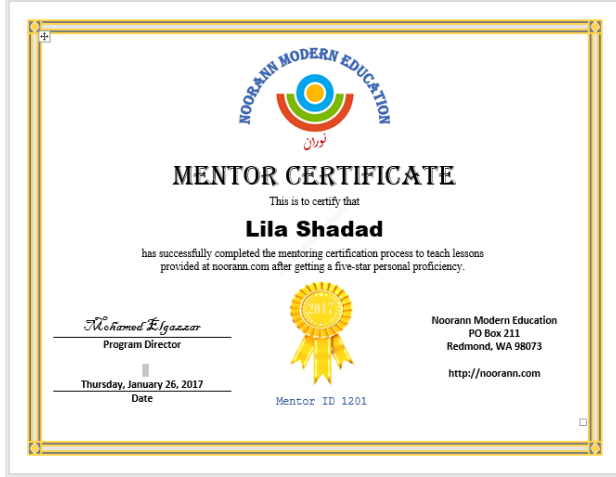 NOORANN MODERN EDUCATION
نوران
MENTOR CERTIFICATE
This is to certify that
Lila Shadad
has successfully completed the mentoring certification process to teach lessons
provided at noorann.com after getting a five-star personal proficiency.
2017
Mohamed Elgazzar
Program Director
Thursday, January 26, 2017
Date
Mentor ID 1201
Noorann Modern Education
PO Box 211
Redmond, WA 98073
http://noorann.com